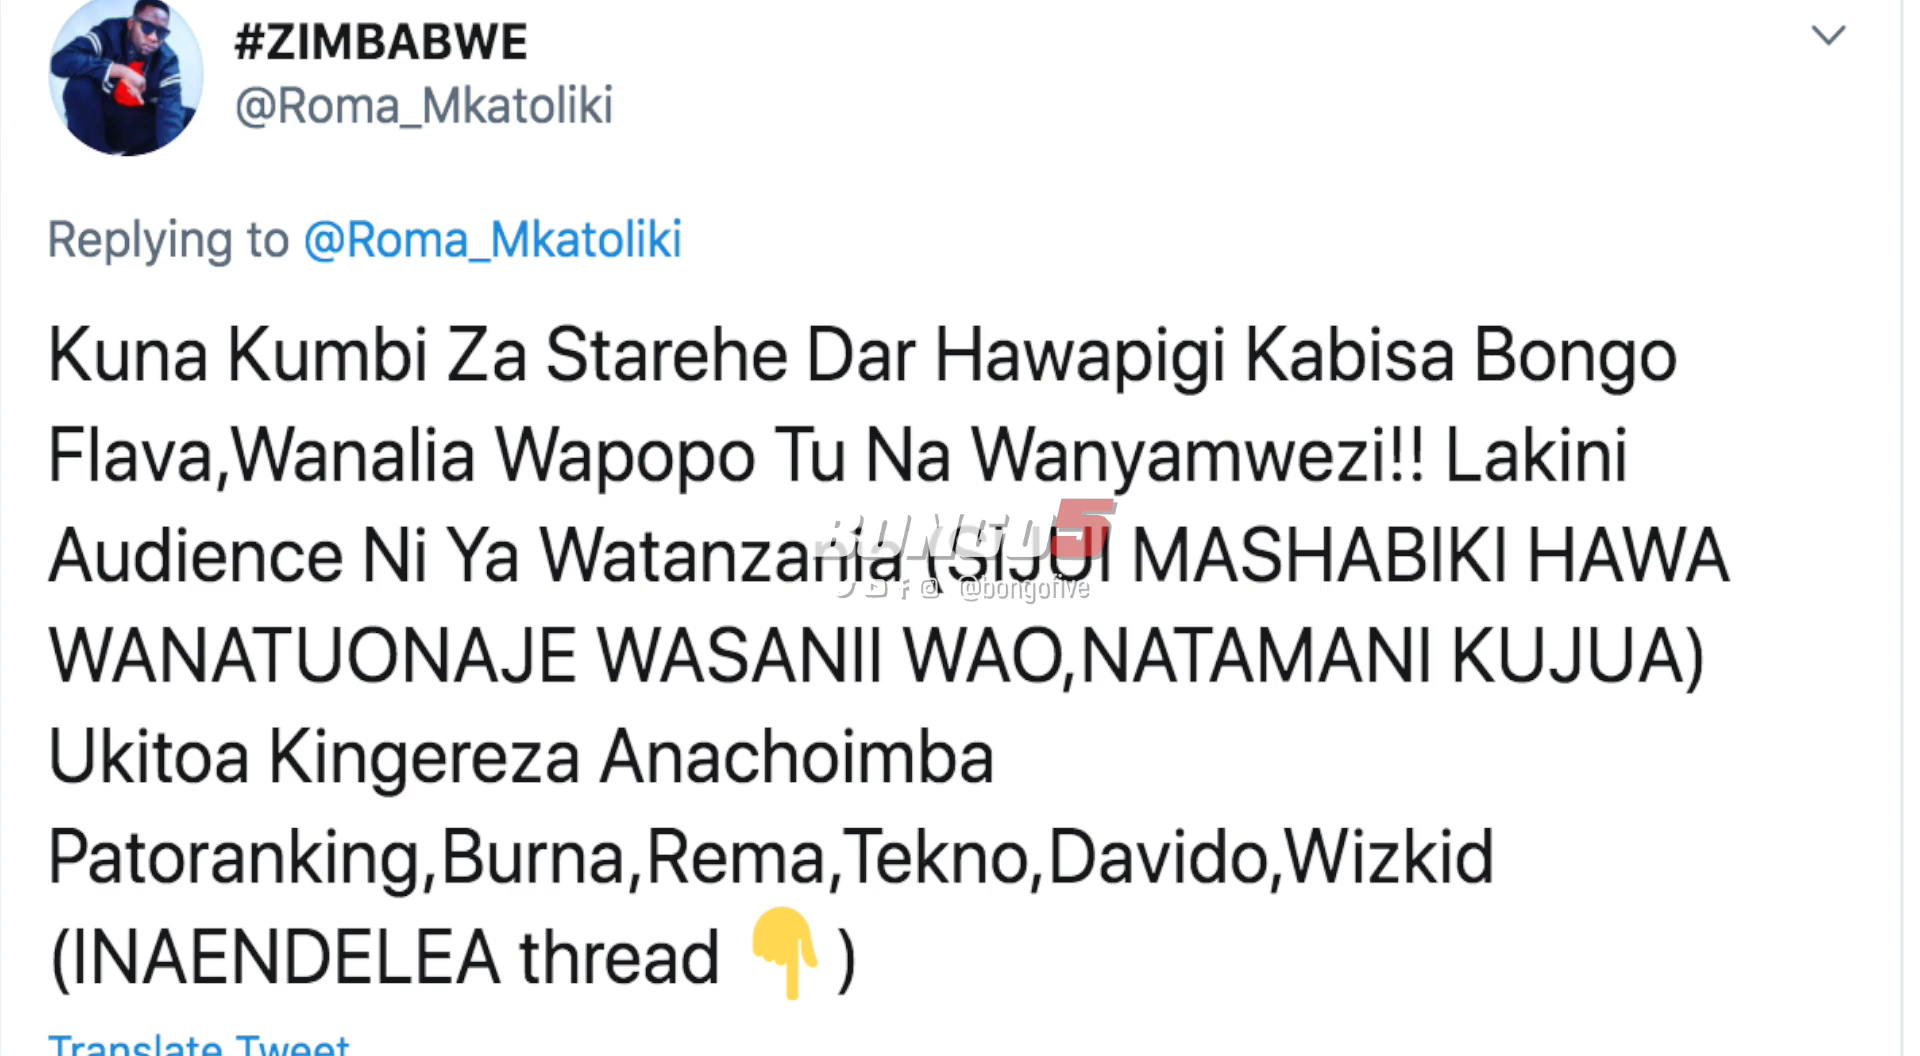 #ZIMBABWE
@Roma_Mkatoliki
Replying to @Roma_Mkatoliki
Kuna Kumbi Za Starehe Dar Hawapigi Kabisa Bongo
Flava,Wanalia Wapopo Tu Na Wanyamwezi!! Lakini
Audience Ni Ya Watanzania (SIJUI MASHABIKI HAWA
BONGO5
@bongofive
WANATUONAJE WASANII WAO,NATAMANI KUJUA)
Ukitoa Kingereza Anachoimba
Patoranking,Burna,Rema,Tekno,Davido,Wizkid
(INAENDELEA thread 👇)
Translate Tweet